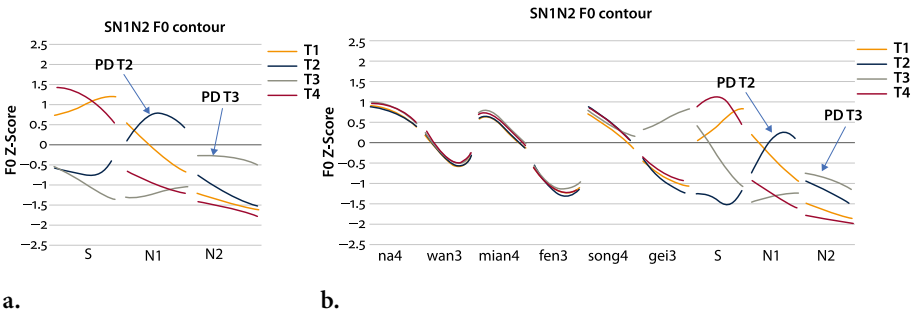 SN1N2 F0 contour
2.5
2
1.5
1
0.5
0
−0.5
−1
−1.5
−2
−2.5
F0 Z-Score
PD T2
PD T3
T1
T2
T3
T4
S N1 N2
a.
SN1N2 F0 contour
2.5
2
1.5
1
0.5
0
−0.5
−1
−1.5
−2
−2.5
F0 Z-Score
PD T2
PD T3
T1
T2
T3
T4
na4 wan3 mian4 fen3 song4 gei3 S N1 N2
b.